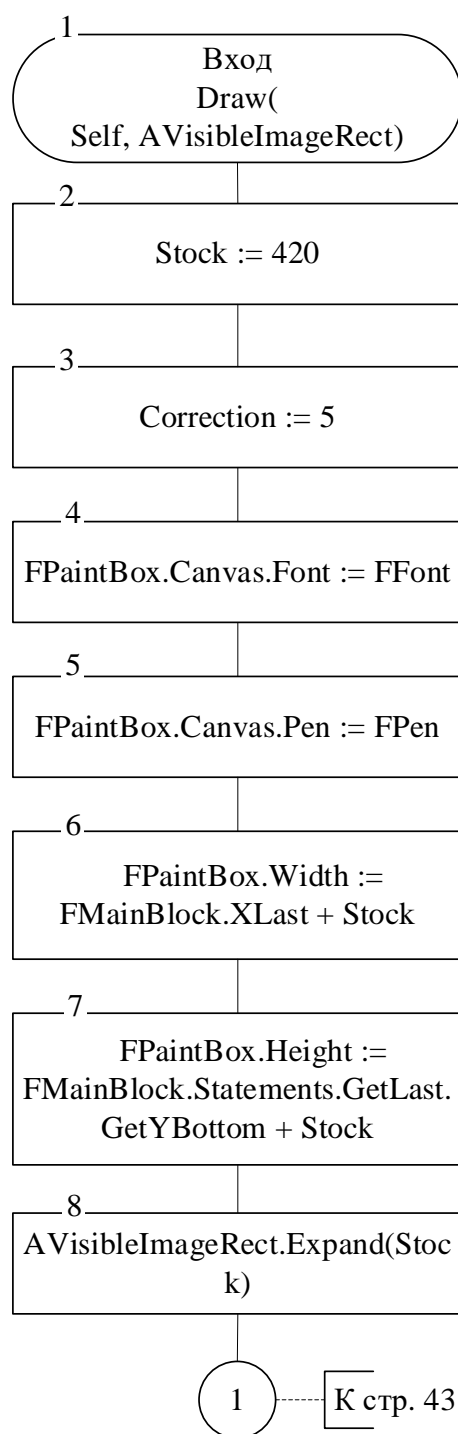 1
Вход
Draw(
Self, AVisibleImageRect)
2
Stock := 420
3
Correction := 5
4
FPaintBox.Canvas.Font := FFont
5
FPaintBox.Canvas.Pen := FPen
6
FPaintBox.Width :=
FMainBlock.XLast + Stock
7
FPaintBox.Height :=
FMainBlock.Statements.GetLast.
GetYBottom + Stock
8
AVisibleImageRect.Expand(Stoc
k)
1
К стр. 43